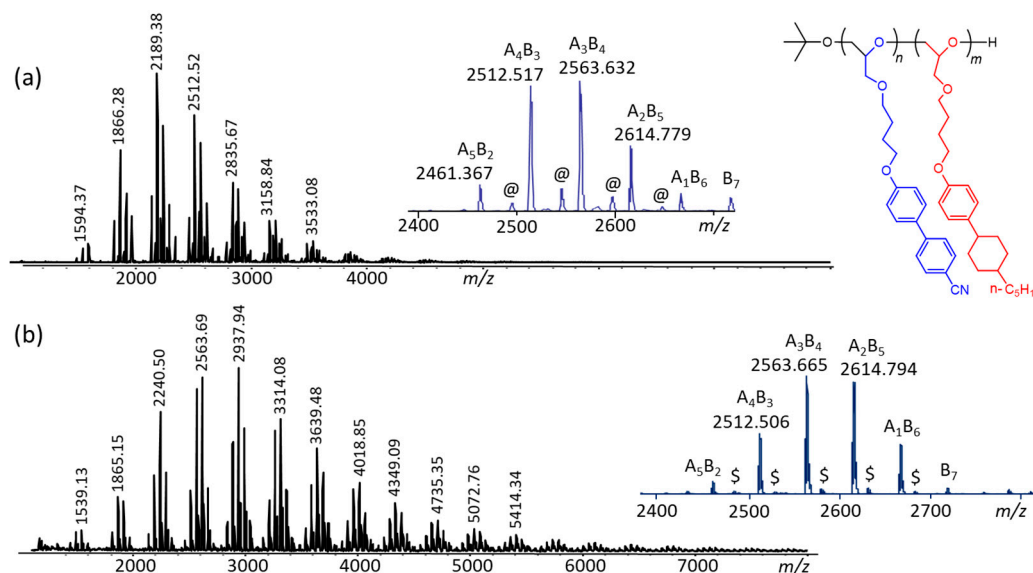 (a)
1594.37
1866.28
2189.38
2512.52
2835.67
3158.84
3533.08
2000
3000
4000
m/z
A₅B₂
2461.367
A₄B₃
2512.517
A₃B₄
2563.632
A₂B₅
2614.779
A₁B₆
B₇
@
@
@
@
2400
2500
2600
m/z
O
O
n
O
m
H
O
O
O
O
CN
n-C₅H₁
(b)
1539.13
1865.15
2240.50
2563.69
2937.94
3314.08
3639.48
4018.85
4349.09
4735.35
5072.76
5414.34
2000
3000
4000
5000
6000
7000
m/z
A₅B₂
A₄B₃
2512.506
A₃B₄
2563.665
A₂B₅
2614.794
A₁B₆
B₇
$
$
$
$
$
2400
2500
2600
2700
m/z